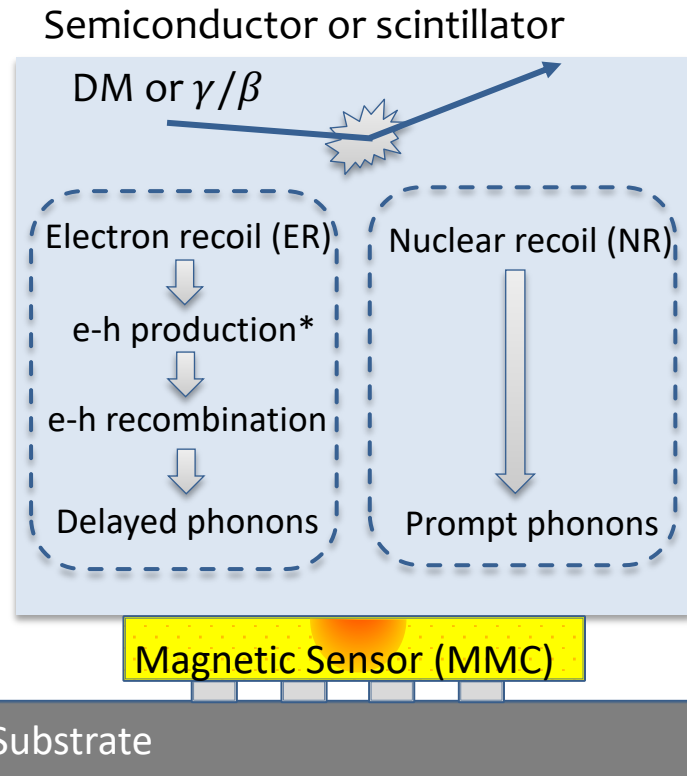 Semiconductor or scintillator
DM or γ/β
Electron recoil (ER)
e-h production*
e-h recombination
Delayed phonons
Nuclear recoil (NR)
Prompt phonons
Magnetic Sensor (MMC)
Substrate